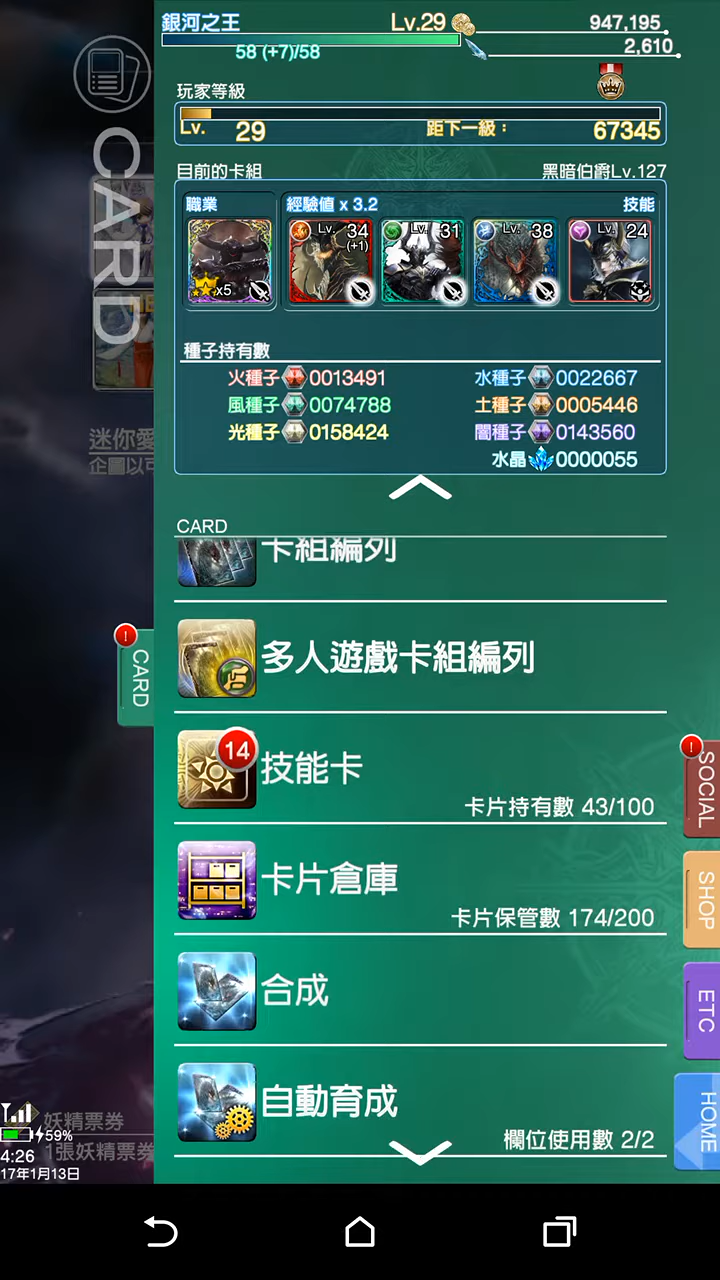 銀河之王 Lv.29 947,195
58 (+7)/58 2,610
玩家等級
Lv. 29 距下一級： 67345
目前的卡組 黑暗伯爵Lv.127
職業 經驗值 x 3.2 技能
Lv. 34 Lv. 31 Lv. 38 Lv. 24
(+1)
x5
種子持有數
火種子 0013491 水種子 0022667
風種子 0074788 土種子 0005446
光種子 0158424 闇種子 0143560
水晶 0000055
CARD
CARD
卡組編列
多人遊戲卡組編列
14 技能卡
卡片持有數 43/100
卡片倉庫
卡片保管數 174/200
合成
自動育成
欄位使用數 2/2
! CARD
! SOCIAL
SHOP
ETC
HOME
迷你愛
企圖以可
妖精票券
59%
1張妖精票券
4:26
17年1月13日